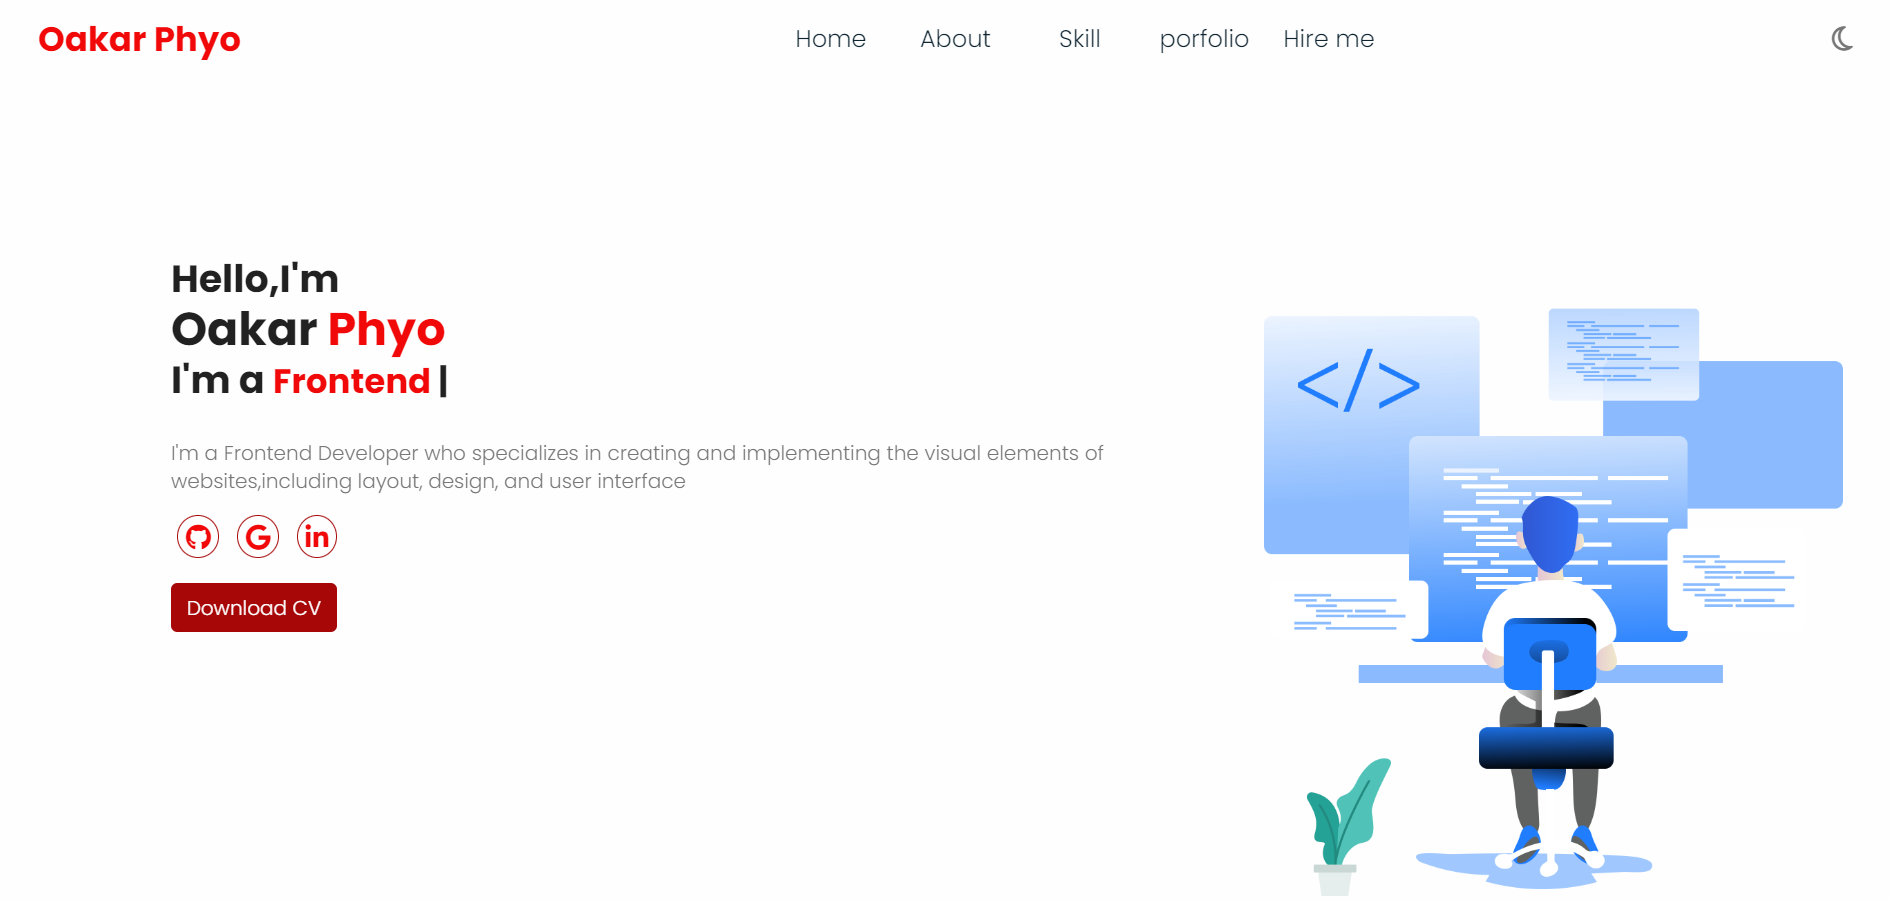 Oakar Phyo
Home About Skill porfolio Hire me
Hello,I'm
Oakar Phyo
I'm a Frontend |
I'm a Frontend Developer who specializes in creating and implementing the visual elements of
websites,including layout, design, and user interface
Download CV